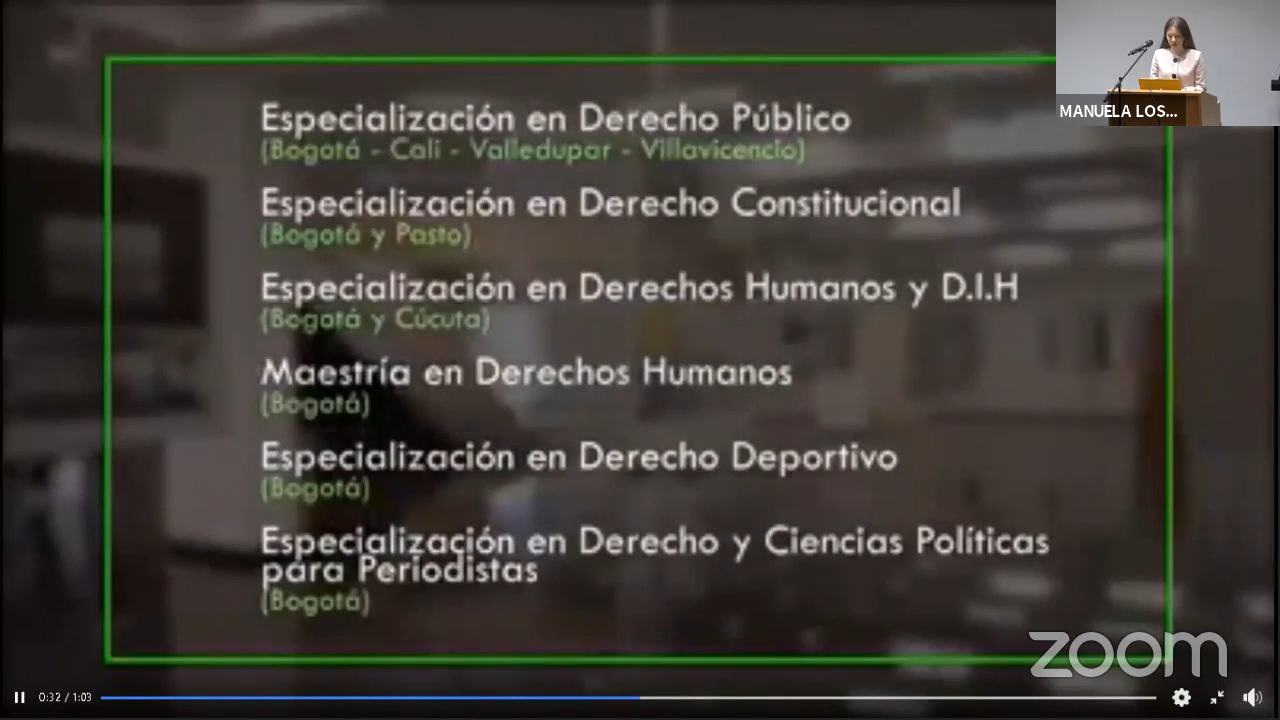 Especialización en Derecho Público
(Bogotá - Cali - Valledupar - Villavicencio)
Especialización en Derecho Constitucional
(Bogotá y Pasto)
Especialización en Derechos Humanos y D.I.H
(Bogotá y Cúcuta)
Maestría en Derechos Humanos
(Bogotá)
Especialización en Derecho Deportivo
(Bogotá)
Especialización en Derecho y Ciencias Políticas
para Periodistas
(Bogotá)
MANUELA LOS...
zoom
0:32 / 1:03